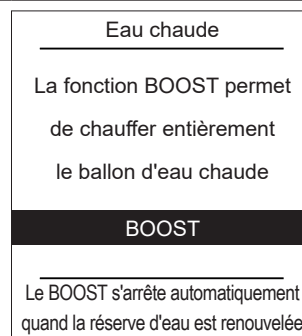 Eau chaude
La fonction BOOST permet
de chauffer entièrement
le ballon d'eau chaude
BOOST
Le BOOST s'arrête automatiquement
quand la réserve d'eau est renouvelée